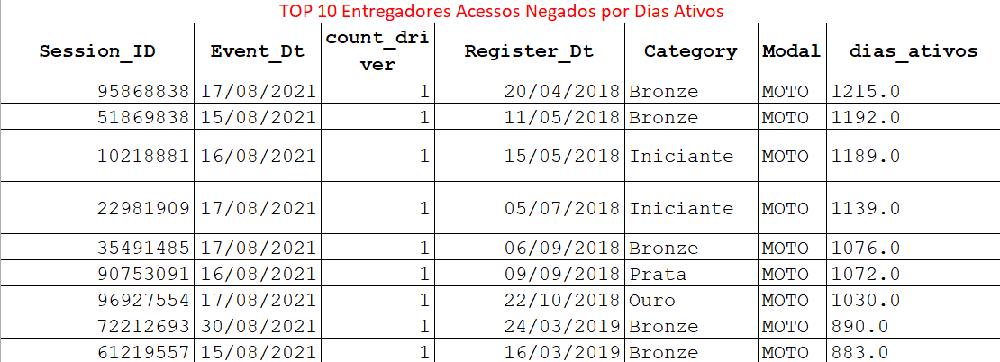 TOP 10 Entregadores Acessos Negados por Dias Ativos
Session_ID Event_Dt count_dri ver Register_Dt Category Modal dias_ativos
95868838 17/08/2021 1 20/04/2018 Bronze MOTO 1215.0
51869838 15/08/2021 1 11/05/2018 Bronze MOTO 1192.0
10218881 16/08/2021 1 15/05/2018 Iniciante MOTO 1189.0
22981909 17/08/2021 1 05/07/2018 Iniciante MOTO 1139.0
35491485 17/08/2021 1 06/09/2018 Bronze MOTO 1076.0
90753091 16/08/2021 1 09/09/2018 Prata MOTO 1072.0
96927554 17/08/2021 1 22/10/2018 Ouro MOTO 1030.0
72212693 30/08/2021 1 24/03/2019 Bronze MOTO 890.0
61219557 15/08/2021 1 16/03/2019 Bronze MOTO 883.0